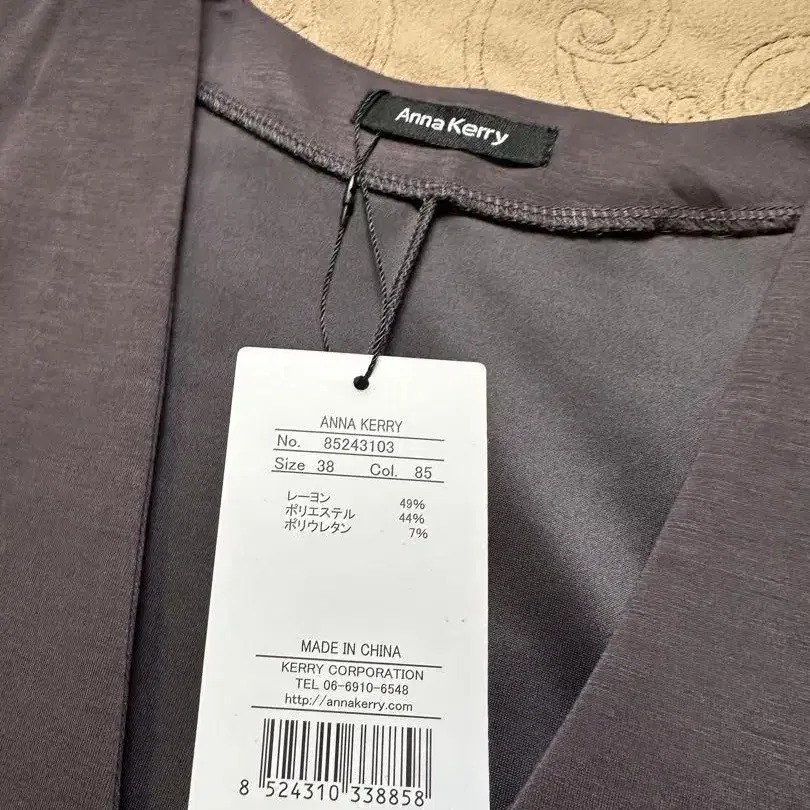 Anna Kerry
ANNA KERRY
No. 85243103
Size 38 Col. 85
レーヨン 49%
ポリエステル 44%
ポリウレタン 7%
MADE IN CHINA
KERRY CORPORATION
TEL 06-6910-6548
http://annakerry.com
8 524310 338858